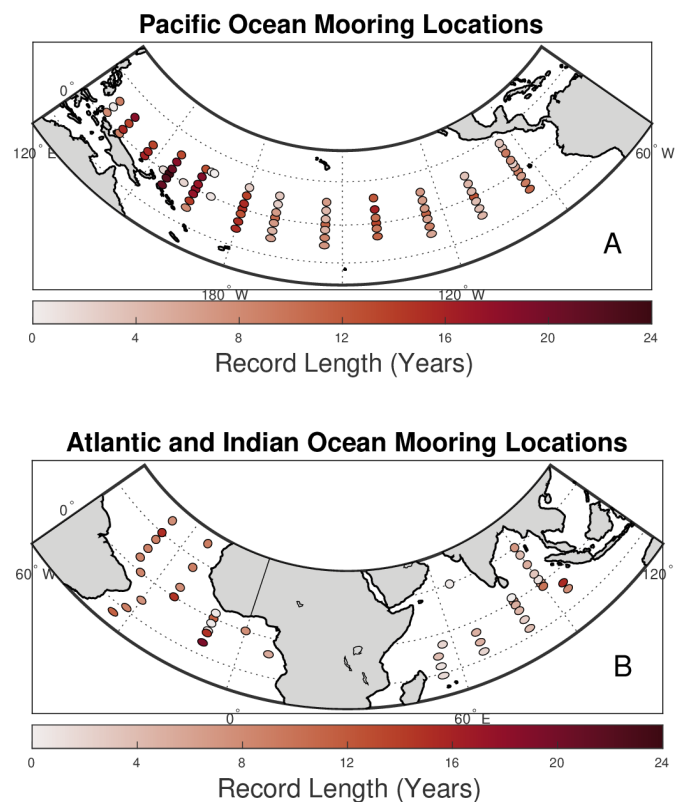 Pacific Ocean Mooring Locations
0°
120° E
60° W
A
180° W
120° W
0 4 8 12 16 20 24
Record Length (Years)
Atlantic and Indian Ocean Mooring Locations
0°
60° W
120°
B
0°
60° E
0 4 8 12 16 20 24
Record Length (Years)